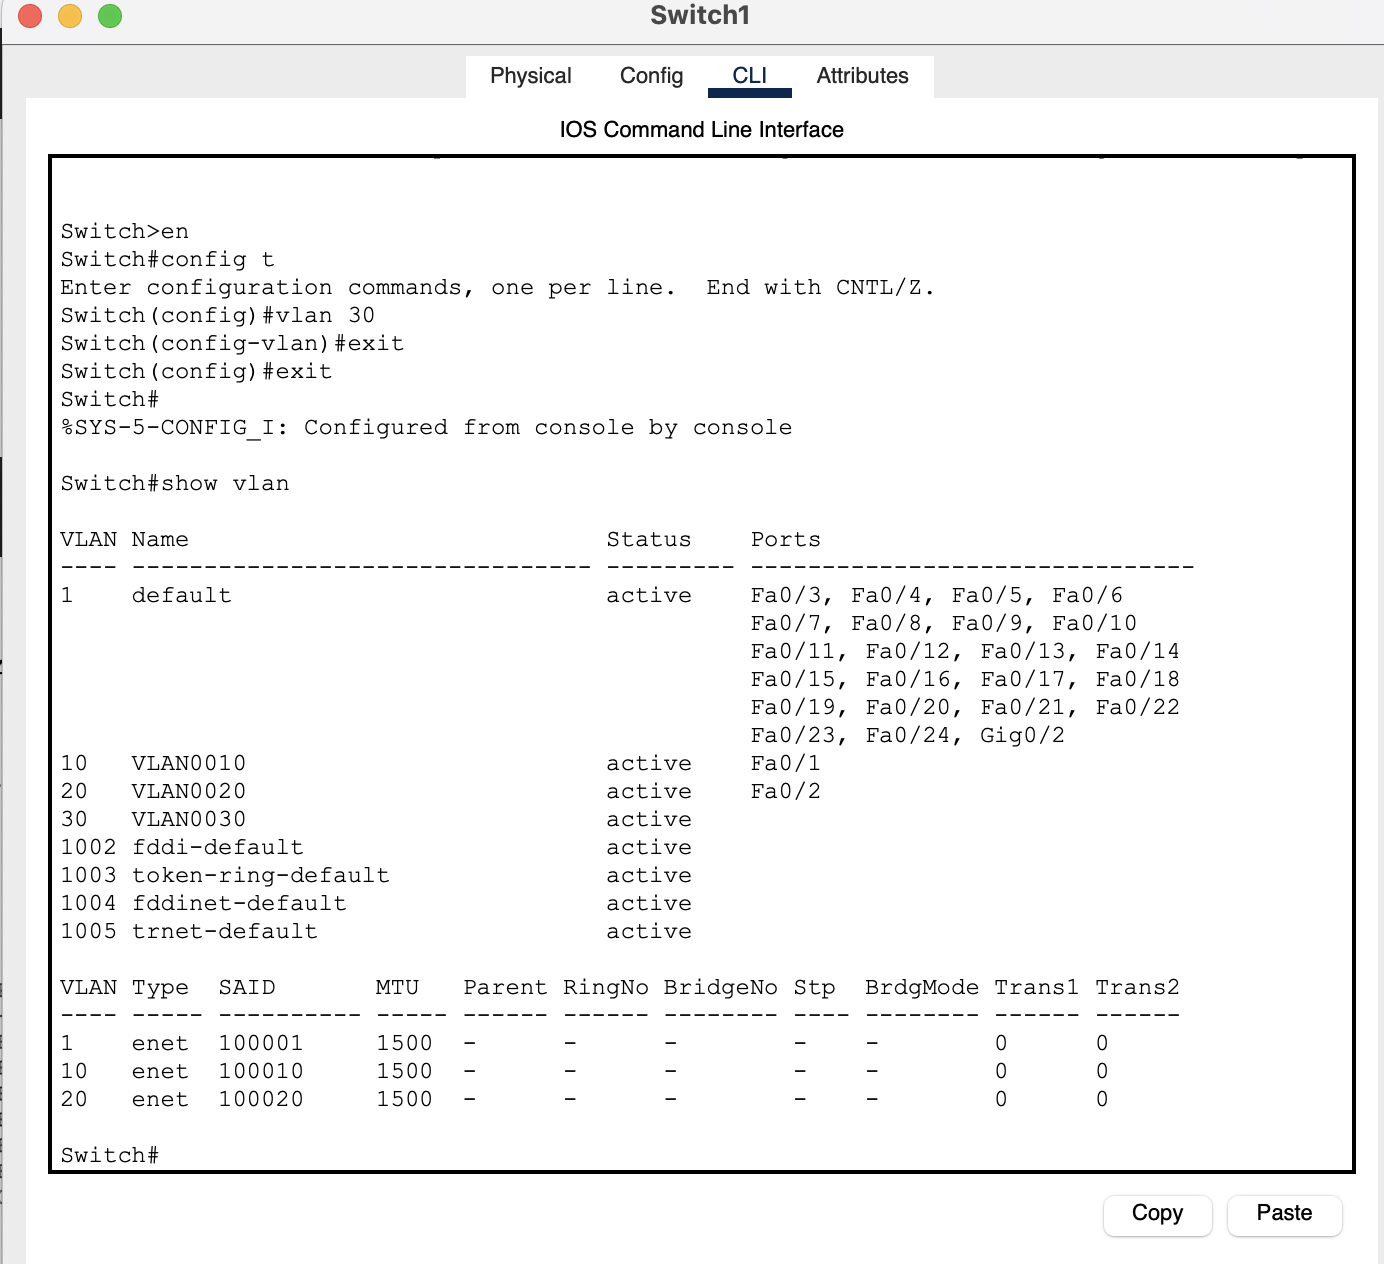 Switch1
Physical Config CLI Attributes
IOS Command Line Interface
Switch>en
Switch#config t
Enter configuration commands, one per line.  End with CNTL/Z.
Switch(config)#vlan 30
Switch(config-vlan)#exit
Switch(config)#exit
Switch#
%SYS-5-CONFIG_I: Configured from console by console
Switch#show vlan
VLAN Name                             Status    Ports
---- -------------------------------- --------- -------------------------------
1    default                          active    Fa0/3, Fa0/4, Fa0/5, Fa0/6
                                                Fa0/7, Fa0/8, Fa0/9, Fa0/10
                                                Fa0/11, Fa0/12, Fa0/13, Fa0/14
                                                Fa0/15, Fa0/16, Fa0/17, Fa0/18
                                                Fa0/19, Fa0/20, Fa0/21, Fa0/22
                                                Fa0/23, Fa0/24, Gig0/2
10   VLAN0010                         active    Fa0/1
20   VLAN0020                         active    Fa0/2
30   VLAN0030                         active
1002 fddi-default                     active
1003 token-ring-default               active
1004 fddinet-default                  active
1005 trnet-default                    active
VLAN Type  SAID       MTU   Parent RingNo BridgeNo Stp  BrdgMode Trans1 Trans2
---- ----- ---------- ----- ------ ------ -------- ---- -------- ------ ------
1    enet  100001     1500  -      -      -        -    -        0      0
10   enet  100010     1500  -      -      -        -    -        0      0
20   enet  100020     1500  -      -      -        -    -        0      0
Switch#
Copy Paste